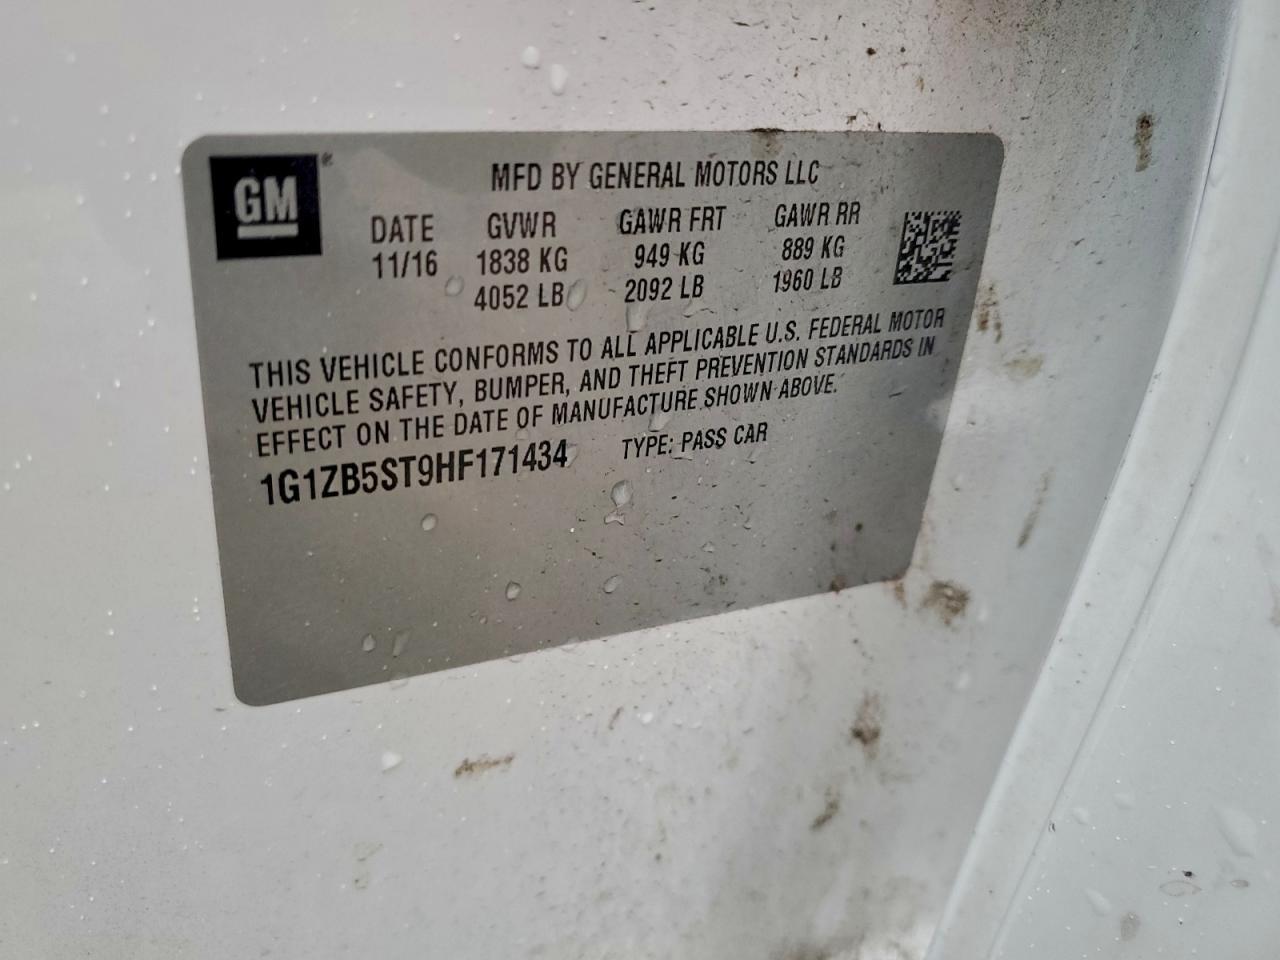 GM®
MFD BY GENERAL MOTORS LLC
DATE GVWR GAWR FRT GAWR RR
11/16 1838 KG 949 KG 889 KG
4052 LB 2092 LB 1960 LB
THIS VEHICLE CONFORMS TO ALL APPLICABLE U.S. FEDERAL MOTOR
VEHICLE SAFETY, BUMPER, AND THEFT PREVENTION STANDARDS IN
EFFECT ON THE DATE OF MANUFACTURE SHOWN ABOVE.
1G1ZB5ST9HF171434 TYPE: PASS CAR